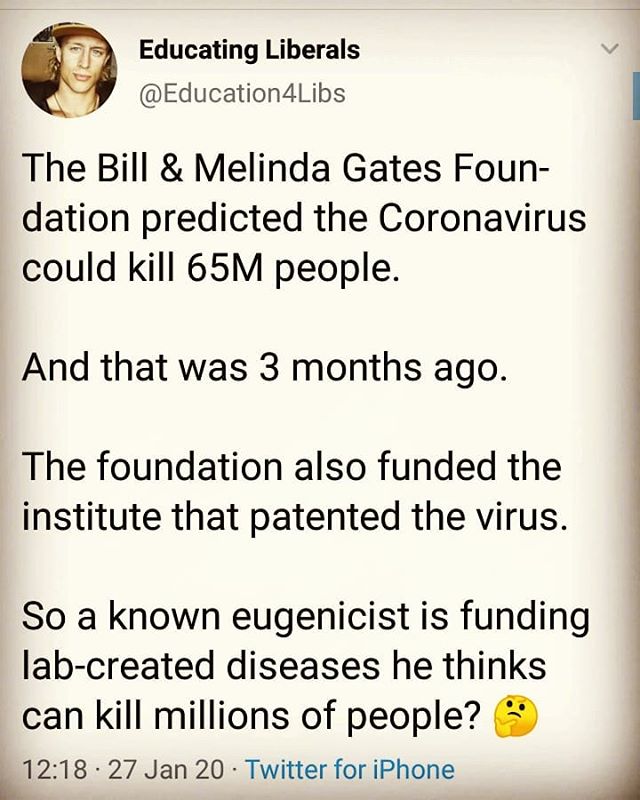 Educating Liberals
@Education4Libs
The Bill & Melinda Gates Foun-
dation predicted the Coronavirus
could kill 65M people.
And that was 3 months ago.
The foundation also funded the
institute that patented the virus.
So a known eugenicist is funding
lab-created diseases he thinks
can kill millions of people? 🤔
12:18 · 27 Jan 20 · Twitter for iPhone